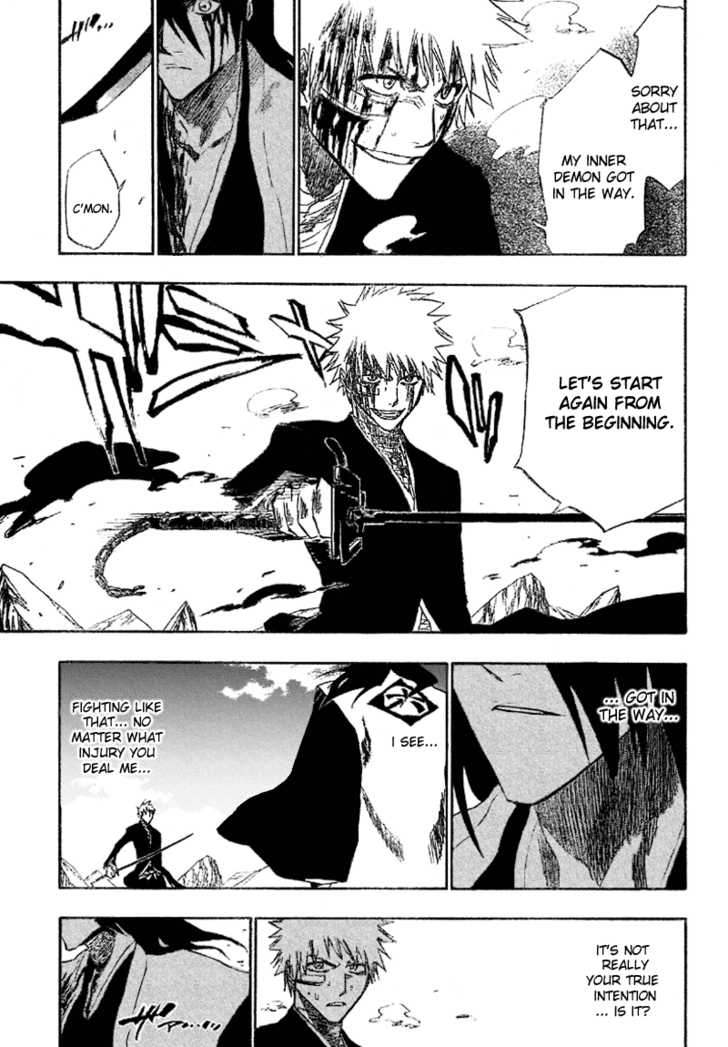 SORRY
ABOUT
THAT...
MY INNER
DEMON GOT
IN THE WAY.
C'MON.
LET'S START
AGAIN FROM
THE BEGINNING.
... GOT IN
THE WAY...
I SEE...
FIGHTING LIKE
THAT... NO
MATTER WHAT
INJURY YOU
DEAL ME...
IT'S NOT
REALLY
YOUR TRUE
INTENTION
... IS IT?